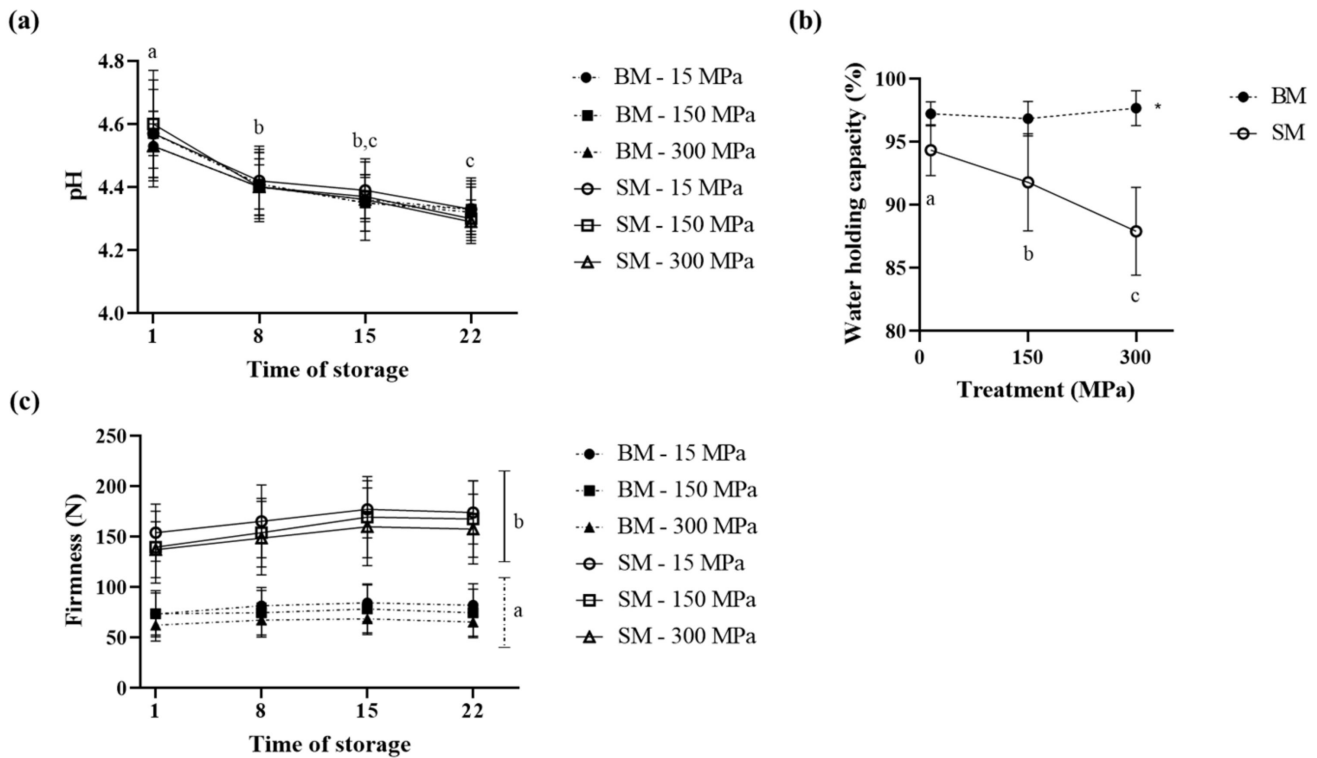 (a)
4.8
4.6
4.4
4.2
4.0
pH
a
b
b,c
c
1 8 15 22
Time of storage
BM - 15 MPa
BM - 150 MPa
BM - 300 MPa
SM - 15 MPa
SM - 150 MPa
SM - 300 MPa
(b)
100
95
90
85
80
Water holding capacity (%)
*
a
b
c
0 150 300
Treatment (MPa)
BM
SM
(c)
250
200
150
100
50
0
Firmness (N)
b
a
1 8 15 22
Time of storage
BM - 15 MPa
BM - 150 MPa
BM - 300 MPa
SM - 15 MPa
SM - 150 MPa
SM - 300 MPa